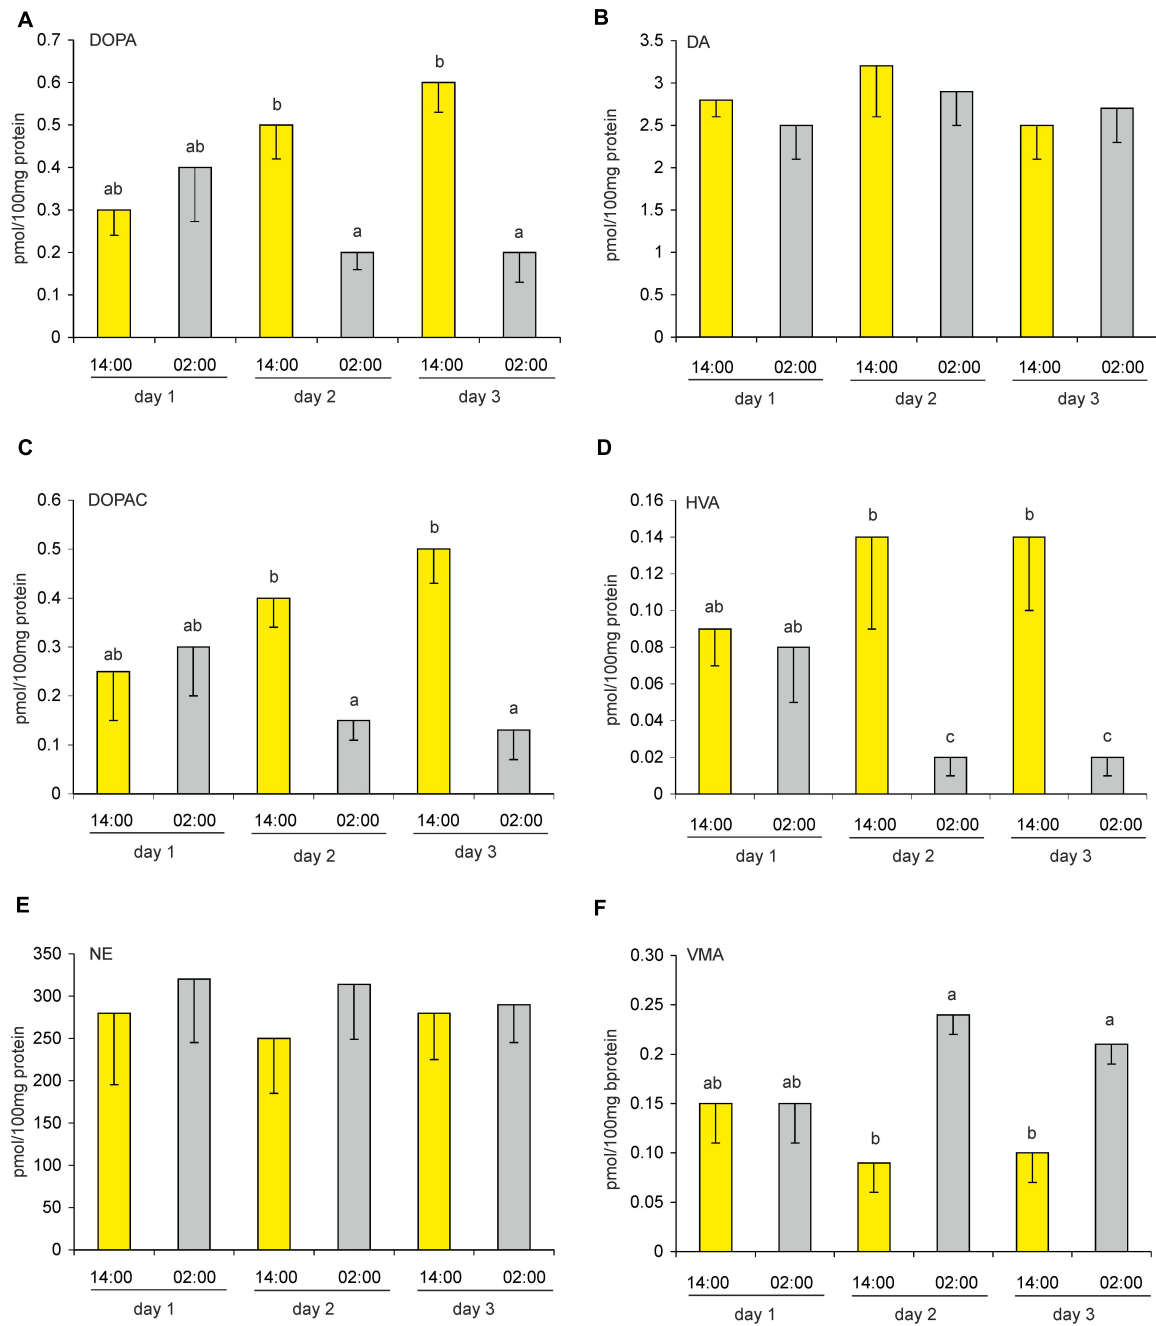 A
DOPA
pmol/100mg protein
0.7
0.6
0.5
0.4
0.3
0.2
0.1
0
ab
ab
b
a
b
a
14:00 02:00 14:00 02:00 14:00 02:00
day 1 day 2 day 3
B
DA
pmol/100mg protein
3.5
3
2.5
2
1.5
1
0.5
0
14:00 02:00 14:00 02:00 14:00 02:00
day 1 day 2 day 3
C
DOPAC
pmol/100mg protein
0.6
0.5
0.4
0.3
0.2
0.1
0
ab
ab
b
a
b
a
14:00 02:00 14:00 02:00 14:00 02:00
day 1 day 2 day 3
D
HVA
pmol/100mg protein
0.16
0.14
0.12
0.10
0.08
0.06
0.04
0.02
0
ab
ab
b
c
b
c
14:00 02:00 14:00 02:00 14:00 02:00
day 1 day 2 day 3
E
NE
pmol/100mg protein
350
300
250
200
150
100
50
0
14:00 02:00 14:00 02:00 14:00 02:00
day 1 day 2 day 3
F
VMA
pmol/100mg bprotein
0.30
0.25
0.2
0.15
0.10
0.05
0
ab
ab
b
a
b
a
14:00 02:00 14:00 02:00 14:00 02:00
day 1 day 2 day 3